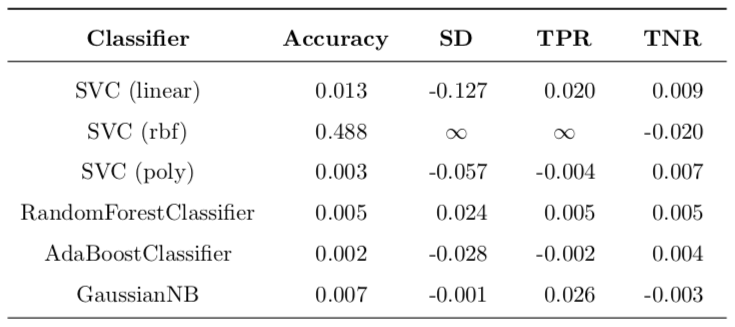 Classifier Accuracy SD TPR TNR
SVC (linear) 0.013 -0.127 0.020 0.009
SVC (rbf) 0.488 ∞ ∞ -0.020
SVC (poly) 0.003 -0.057 -0.004 0.007
RandomForestClassifier 0.005 0.024 0.005 0.005
AdaBoostClassifier 0.002 -0.028 -0.002 0.004
GaussianNB 0.007 -0.001 0.026 -0.003